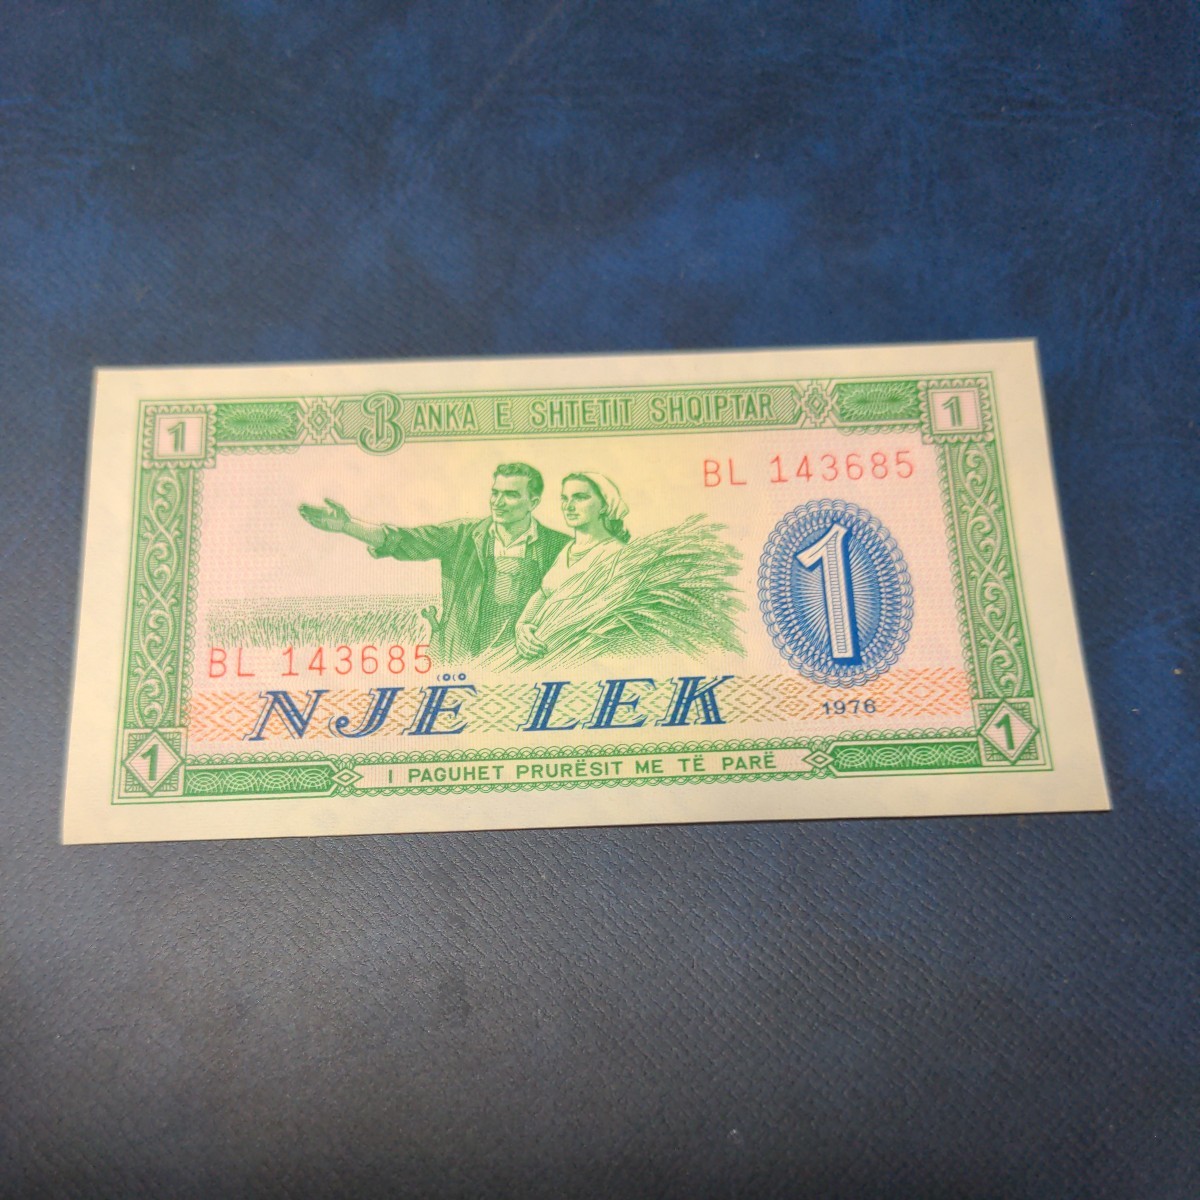 1 BANKA E SHTETIT SHQIPTAR 1
BL 143685
1
BL 143685
NJË LEK
1976
1 I PAGUHET PRURËSIT ME TË PARË 1